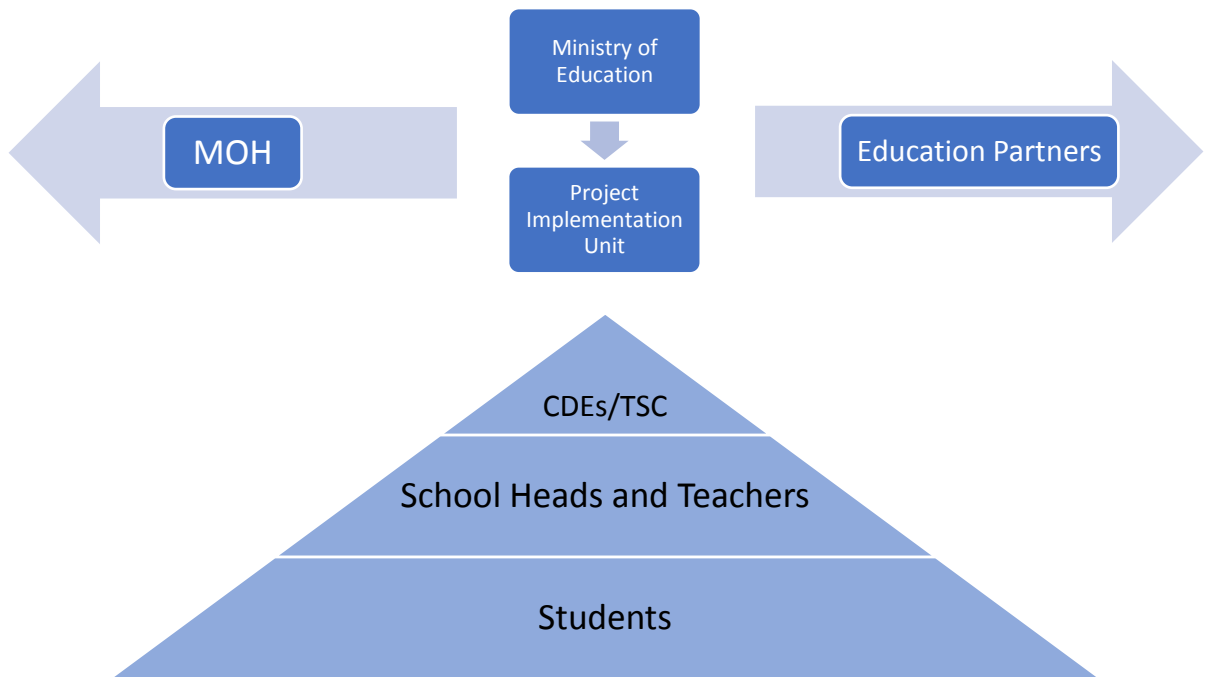 Ministry of
Education
MOH
Education Partners
Project
Implementation
Unit
CDEs/TSC
School Heads and Teachers
Students